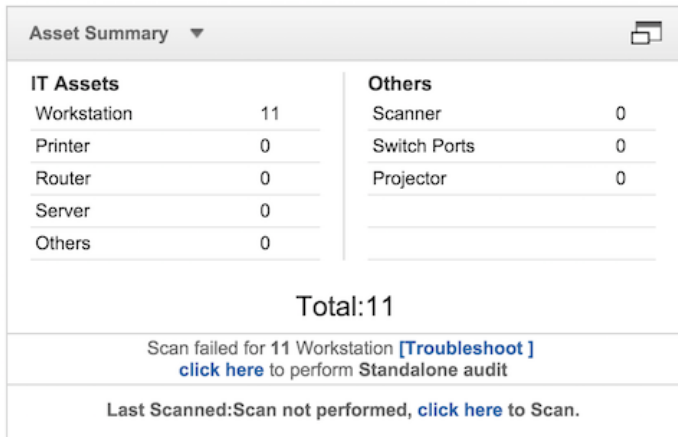 Asset Summary
IT Assets
Workstation 11
Printer 0
Router 0
Server 0
Others 0
Others
Scanner 0
Switch Ports 0
Projector 0
Total:11
Scan failed for 11 Workstation [Troubleshoot ]
click here to perform Standalone audit
Last Scanned:Scan not performed, click here to Scan.